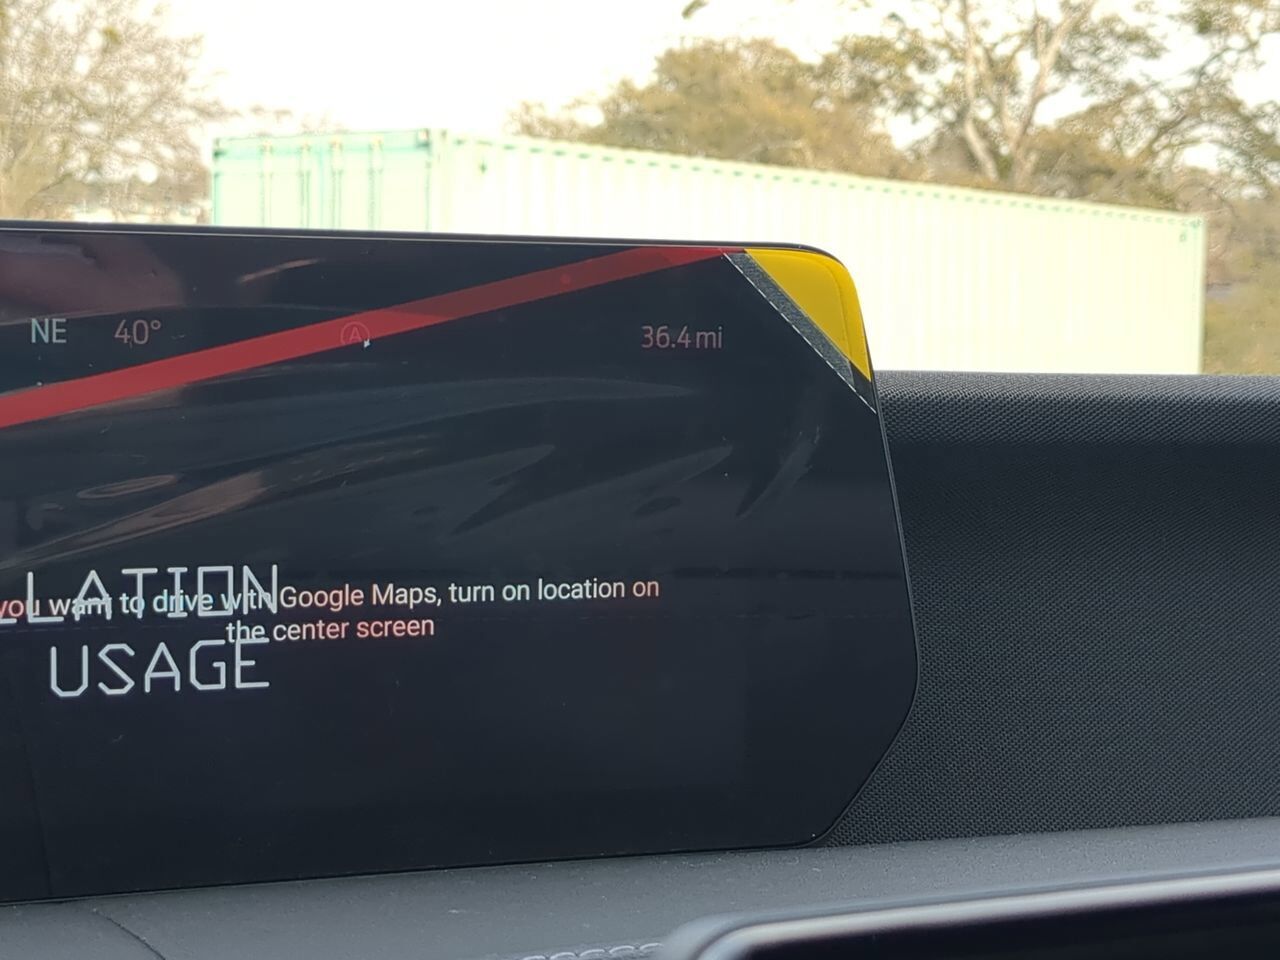 NE 40° A 36.4 mi
LATION
you want to drive with Google Maps, turn on location on
the center screen
USAGE